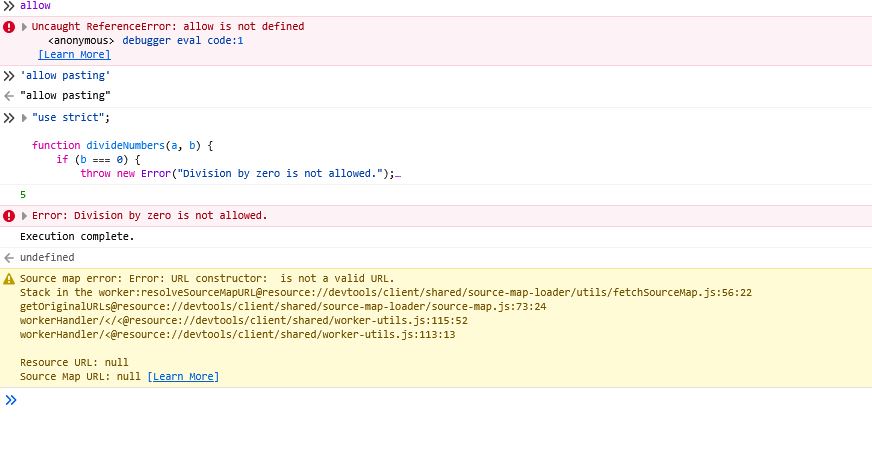 allow
Uncaught ReferenceError: allow is not defined
<anonymous> debugger eval code:1
[Learn More]
'allow pasting'
"allow pasting"
"use strict";
function divideNumbers(a, b) {
if (b === 0) {
throw new Error("Division by zero is not allowed.");…
5
Error: Division by zero is not allowed.
Execution complete.
undefined
Source map error: Error: URL constructor:  is not a valid URL.
Stack in the worker:resolveSourceMapURL@resource://devtools/client/shared/source-map-loader/utils/fetchSourceMap.js:56:22
getOriginalURLs@resource://devtools/client/shared/source-map-loader/source-map.js:73:24
workerHandler/</<@resource://devtools/client/shared/worker-utils.js:115:52
workerHandler/<@resource://devtools/client/shared/worker-utils.js:113:13
Resource URL: null
Source Map URL: null [Learn More]